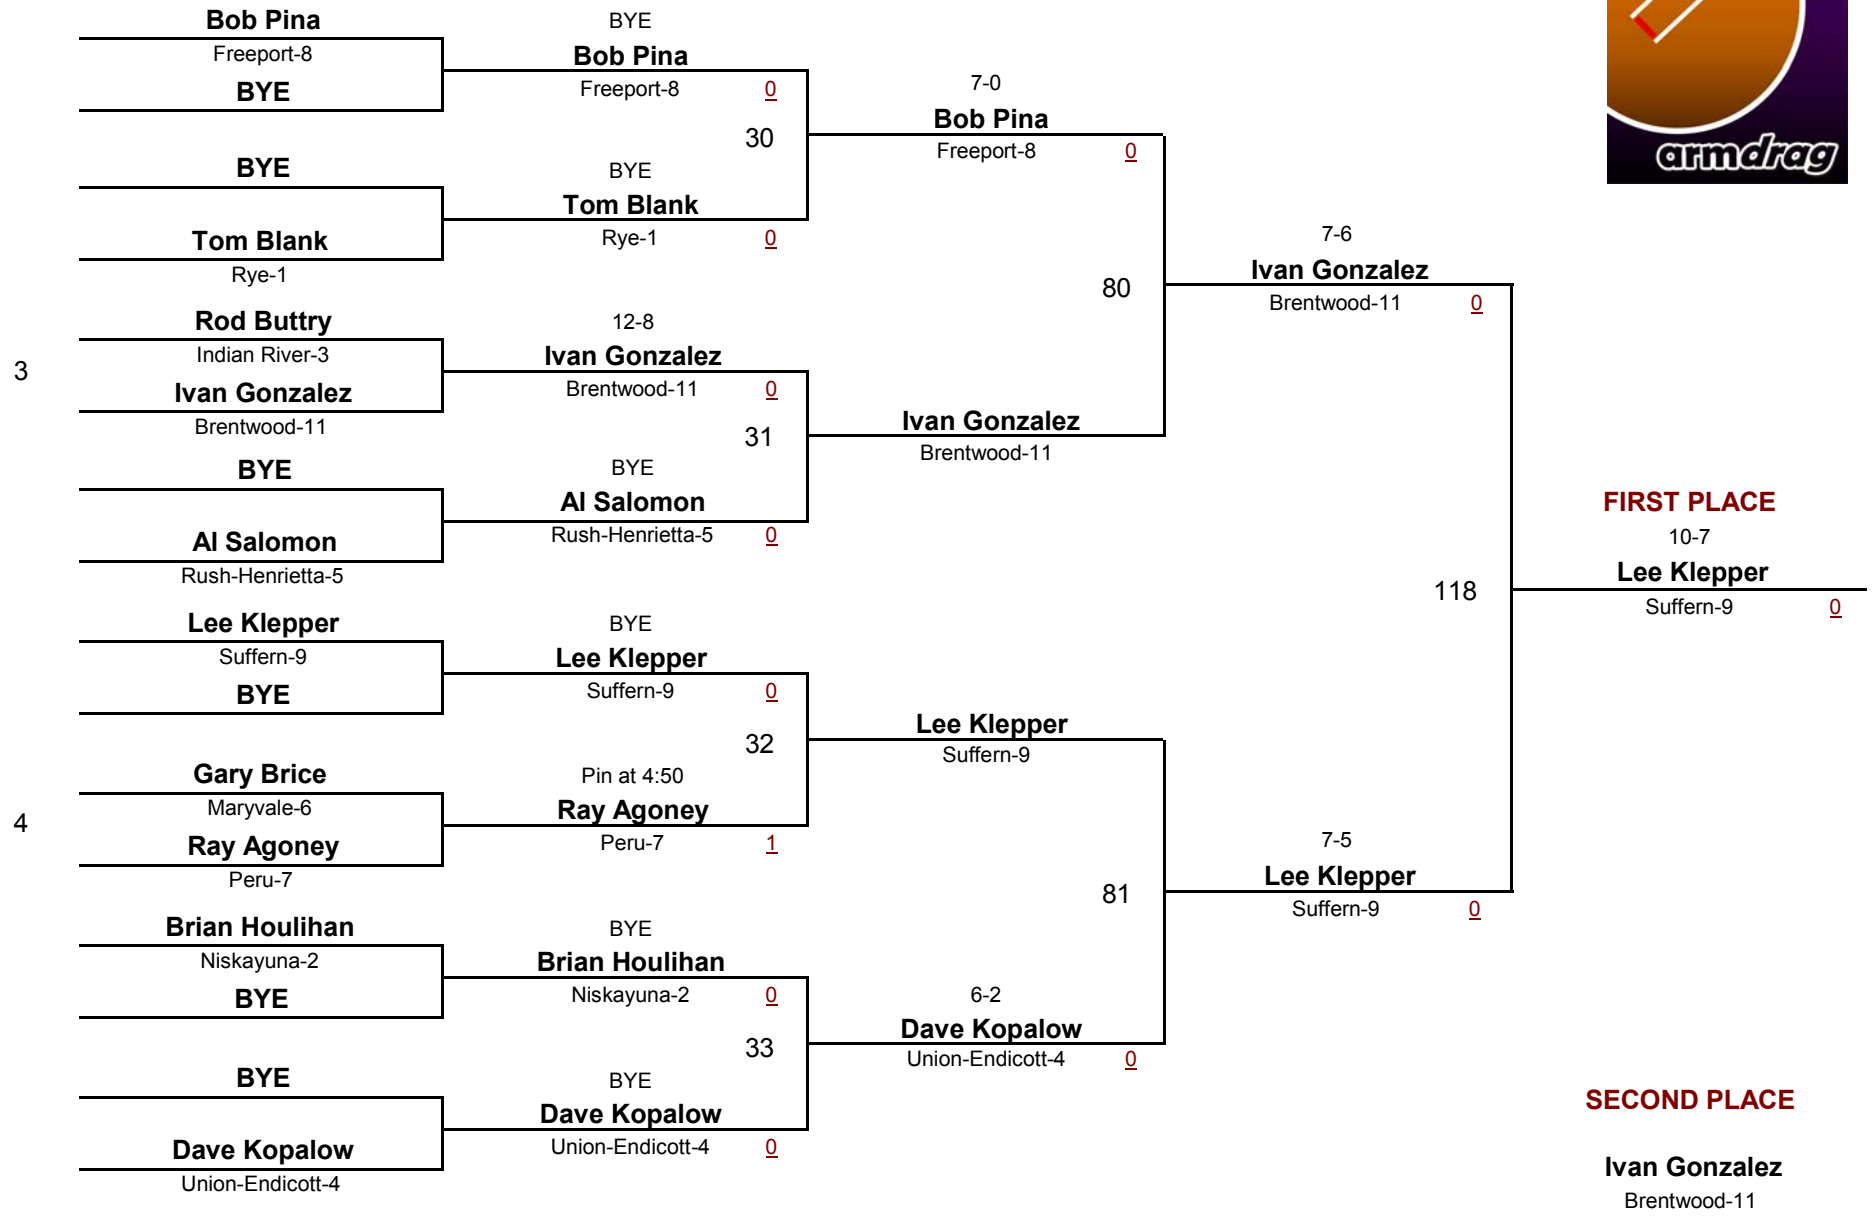 Bob Pina
Freeport-8
BYE
BYE
Tom Blank
Rye-1
3
Rod Buttry
Indian River-3
Ivan Gonzalez
Brentwood-11
BYE
Al Salomon
Rush-Henrietta-5
Lee Klepper
Suffern-9
BYE
4
Gary Brice
Maryvale-6
Ray Agoney
Peru-7
Brian Houlihan
Niskayuna-2
BYE
BYE
Dave Kopalow
Union-Endicott-4
BYE
Bob Pina
Freeport-8 0
30
BYE
Tom Blank
Rye-1 0
12-8
Ivan Gonzalez
Brentwood-11 0
31
BYE
Al Salomon
Rush-Henrietta-5 0
BYE
Lee Klepper
Suffern-9 0
32
Pin at 4:50
Ray Agoney
Peru-7 1
BYE
Brian Houlihan
Niskayuna-2 0
33
BYE
Dave Kopalow
Union-Endicott-4 0
7-0
Bob Pina
Freeport-8 0
80
Ivan Gonzalez
Brentwood-11
Lee Klepper
Suffern-9
81
6-2
Dave Kopalow
Union-Endicott-4 0
7-6
Ivan Gonzalez
Brentwood-11 0
118
7-5
Lee Klepper
Suffern-9 0
armdrag
FIRST PLACE
10-7
Lee Klepper
Suffern-9 0
SECOND PLACE
Ivan Gonzalez
Brentwood-11